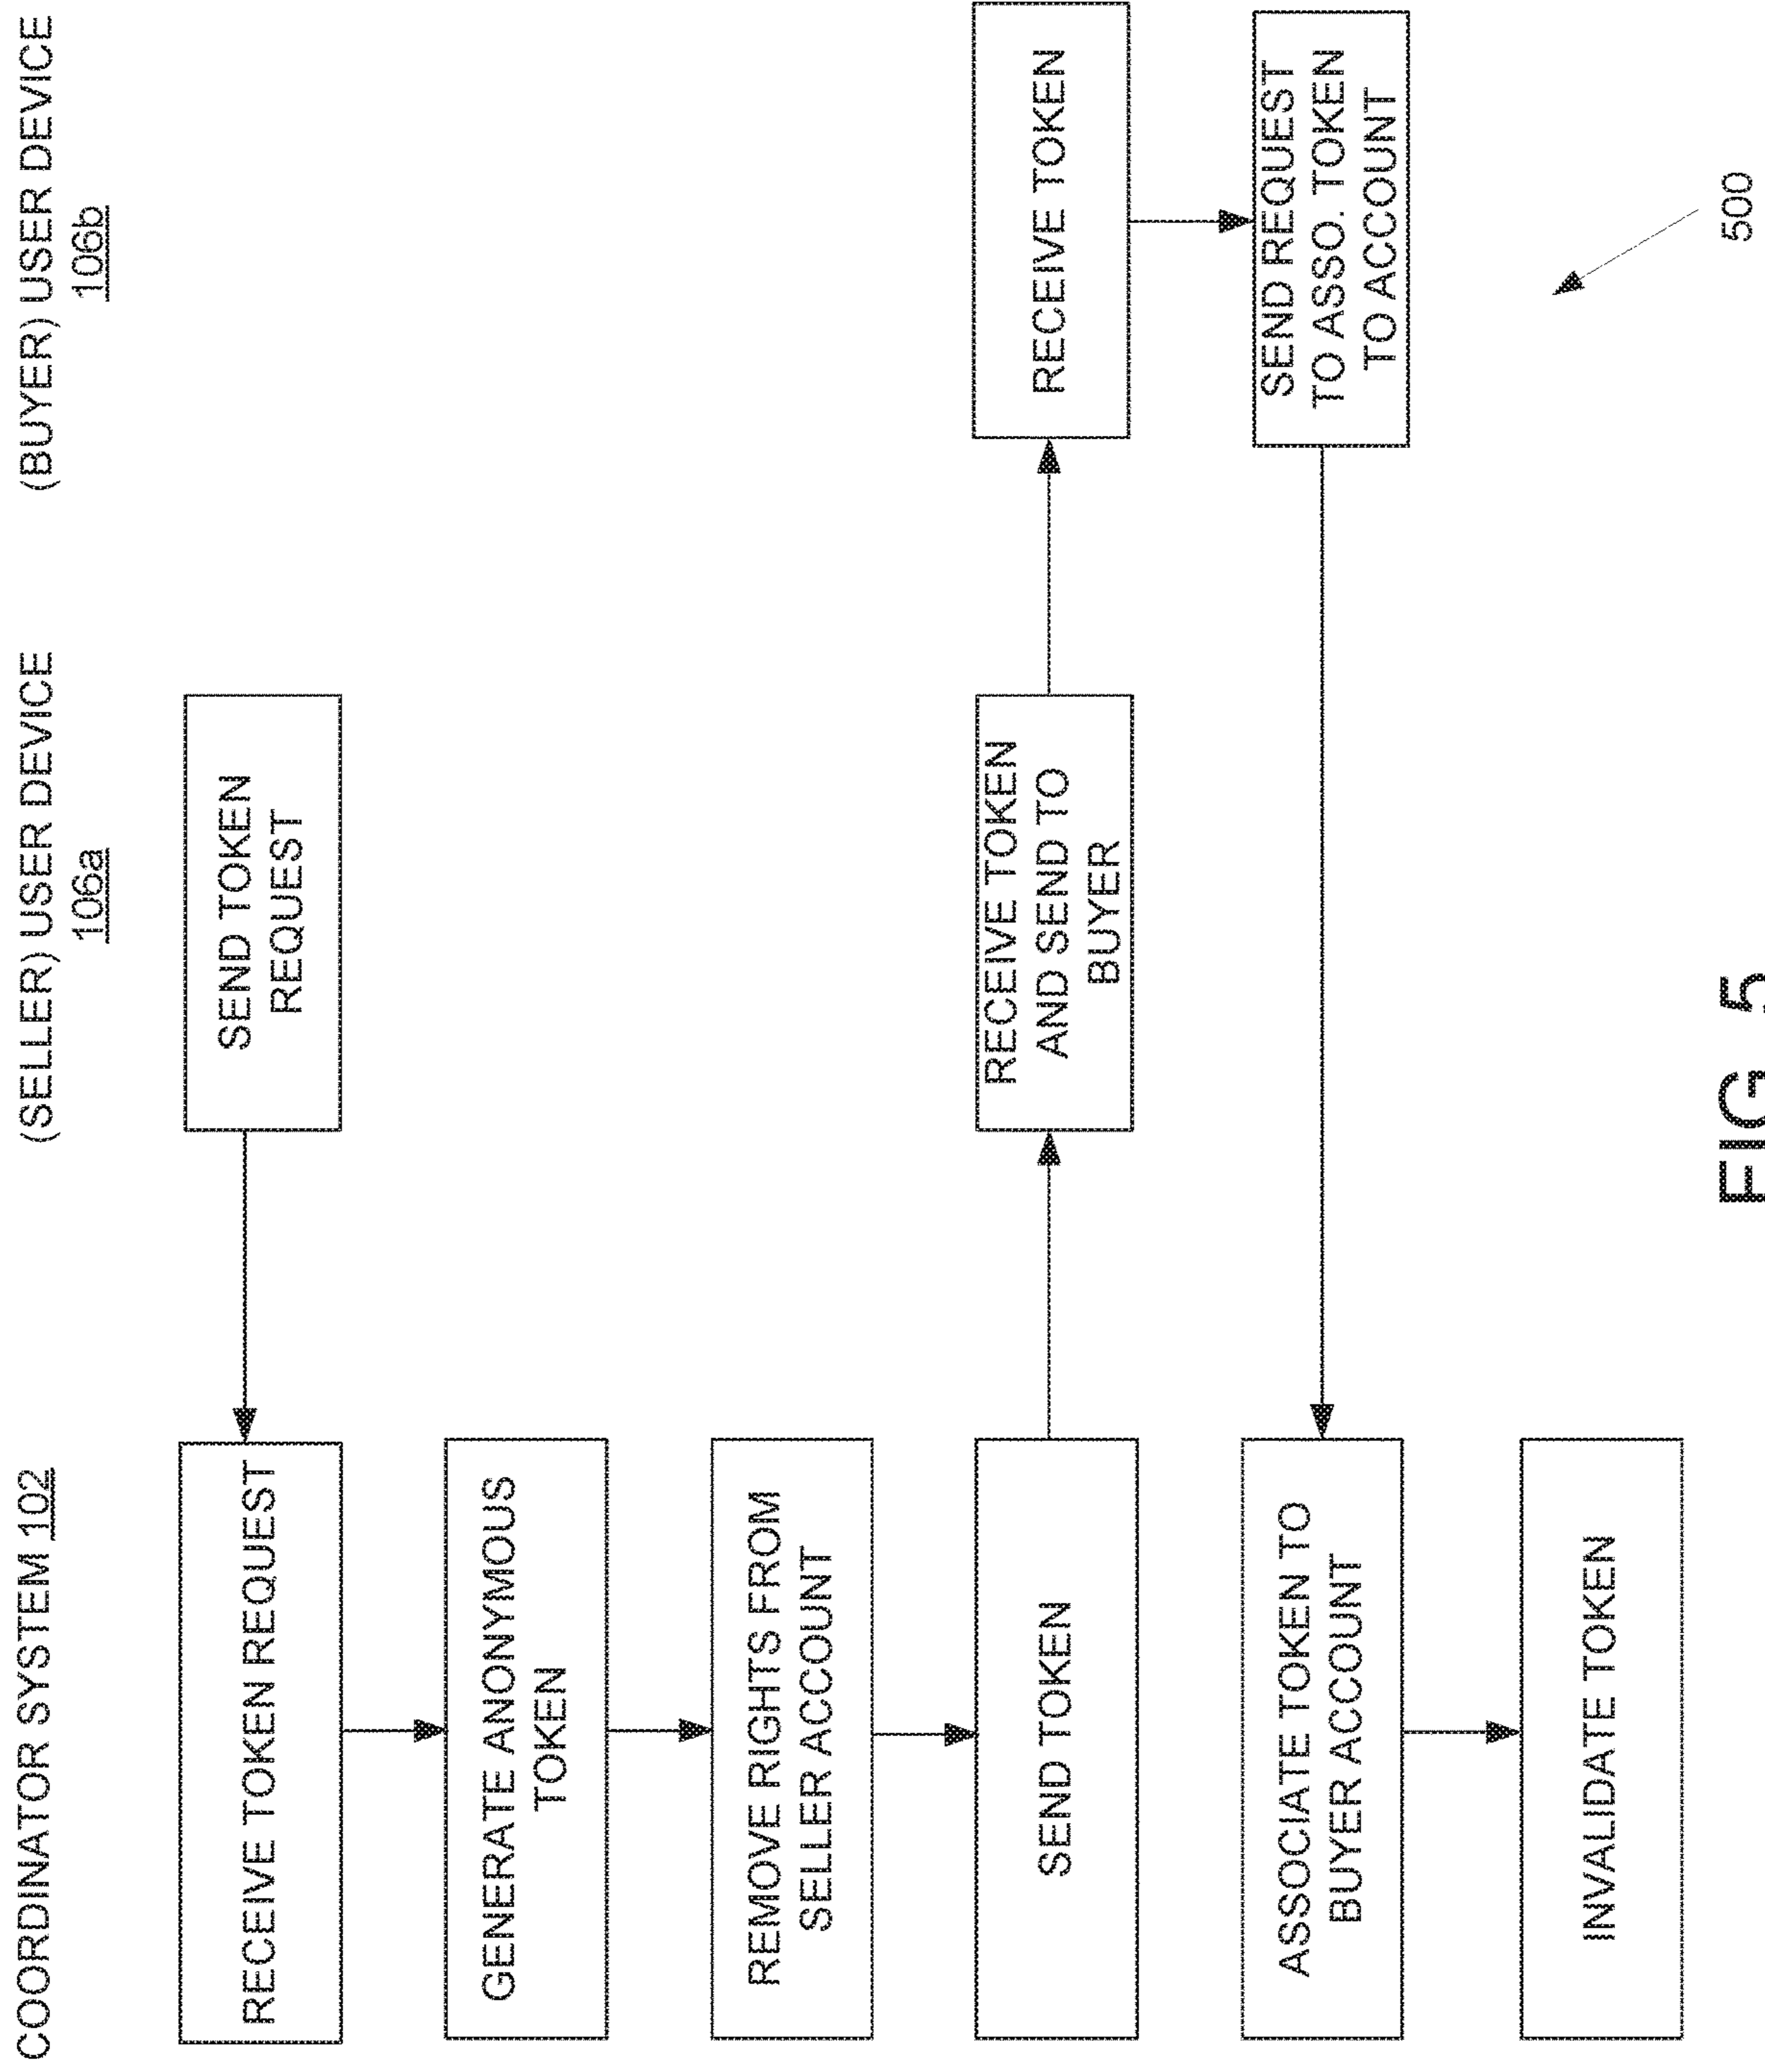 COORDINATOR SYSTEM 102
(SELLER) USER DEVICE
106a
(BUYER) USER DEVICE
106b
SEND TOKEN
REQUEST
RECEIVE TOKEN REQUEST
GENERATE ANONYMOUS
TOKEN
REMOVE RIGHTS FROM
SELLER ACCOUNT
SEND TOKEN
RECEIVE TOKEN
AND SEND TO
BUYER
RECEIVE TOKEN
SEND REQUEST
TO ASSO. TOKEN
TO ACCOUNT
ASSOCIATE TOKEN TO
BUYER ACCOUNT
INVALIDATE TOKEN
500
FIG. 5